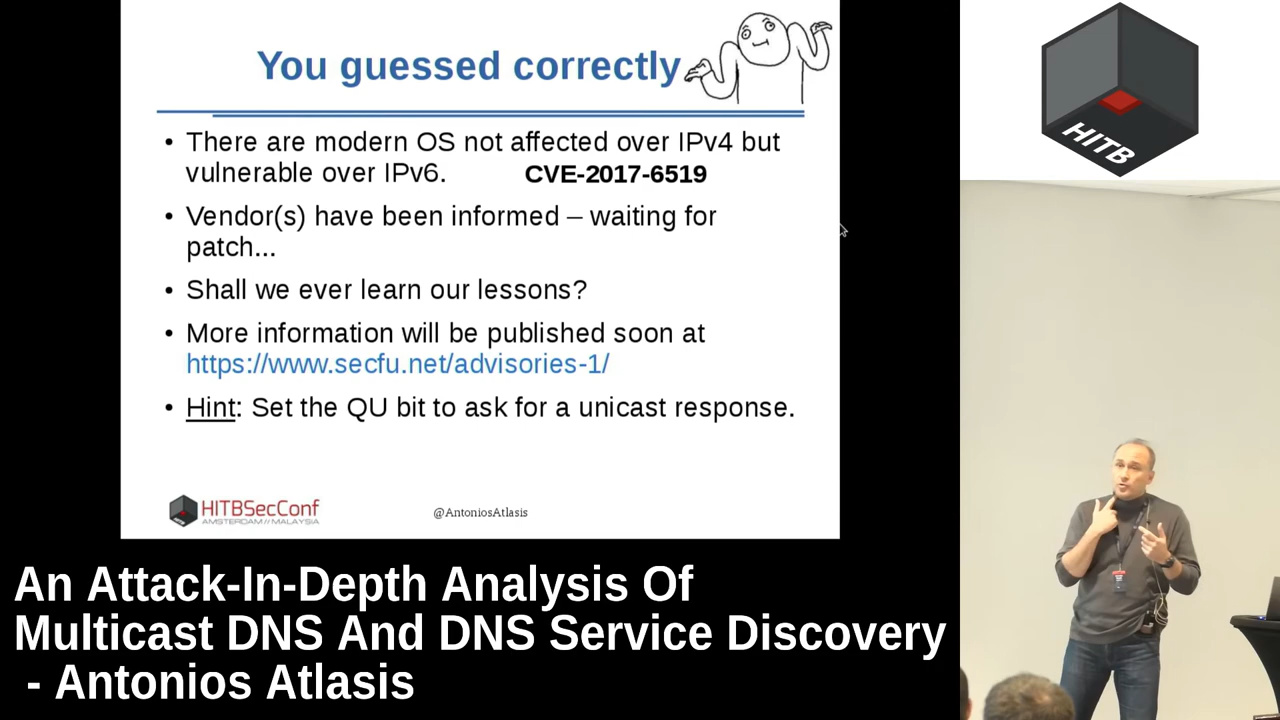 You guessed correctly
• There are modern OS not affected over IPv4 but
vulnerable over IPv6. CVE-2017-6519
• Vendor(s) have been informed – waiting for
patch...
• Shall we ever learn our lessons?
• More information will be published soon at
https://www.secfu.net/advisories-1/
• Hint: Set the QU bit to ask for a unicast response.
HITBSecConf
AMSTERDAM // MALAYSIA
@AntoniosAtlasis
HITB
An Attack-In-Depth Analysis Of
Multicast DNS And DNS Service Discovery
- Antonios Atlasis